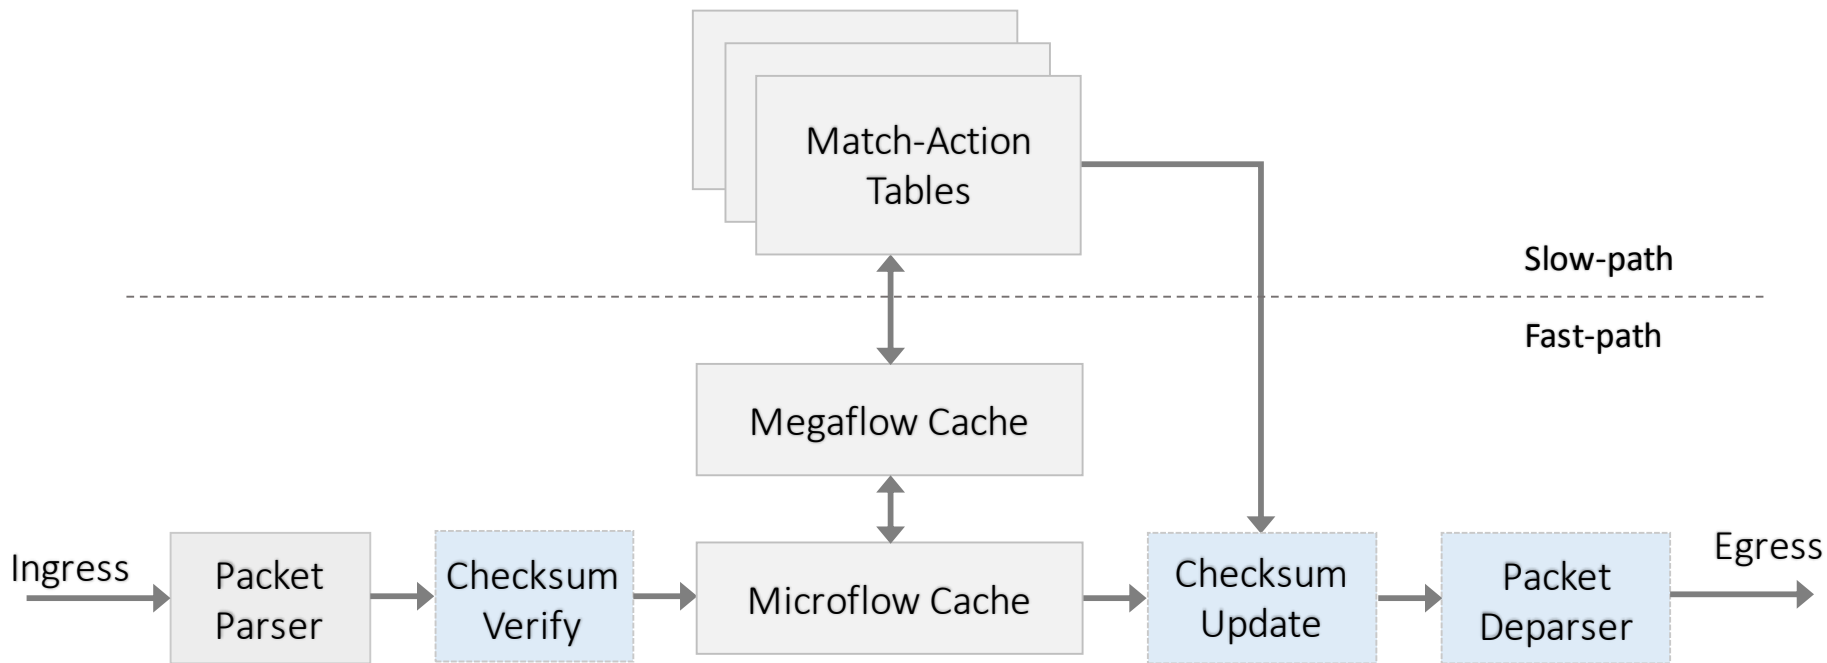 Match-Action
Tables
Slow-path
Fast-path
Megaflow Cache
Ingress
Packet
Parser
Checksum
Verify
Microflow Cache
Checksum
Update
Packet
Deparser
Egress